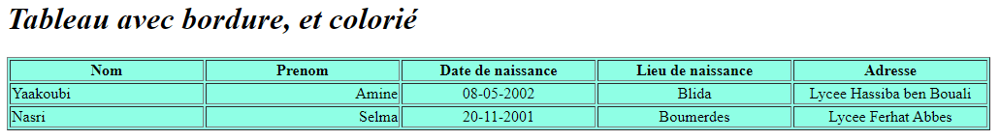 Tableau avec bordure, et colorié
Nom Prenom Date de naissance Lieu de naissance Adresse
Yaakoubi Amine 08-05-2002 Blida Lycee Hassiba ben Bouali
Nasri Selma 20-11-2001 Boumerdes Lycee Ferhat Abbes